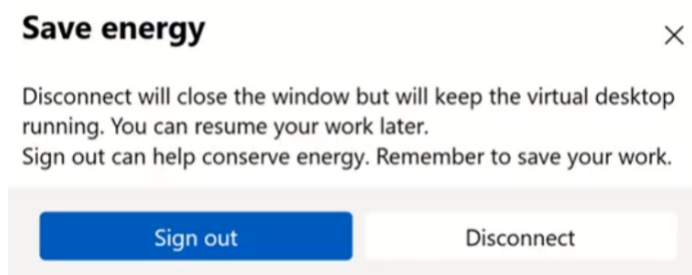 Save energy
Disconnect will close the window but will keep the virtual desktop
running. You can resume your work later.
Sign out can help conserve energy. Remember to save your work.
Sign out
Disconnect